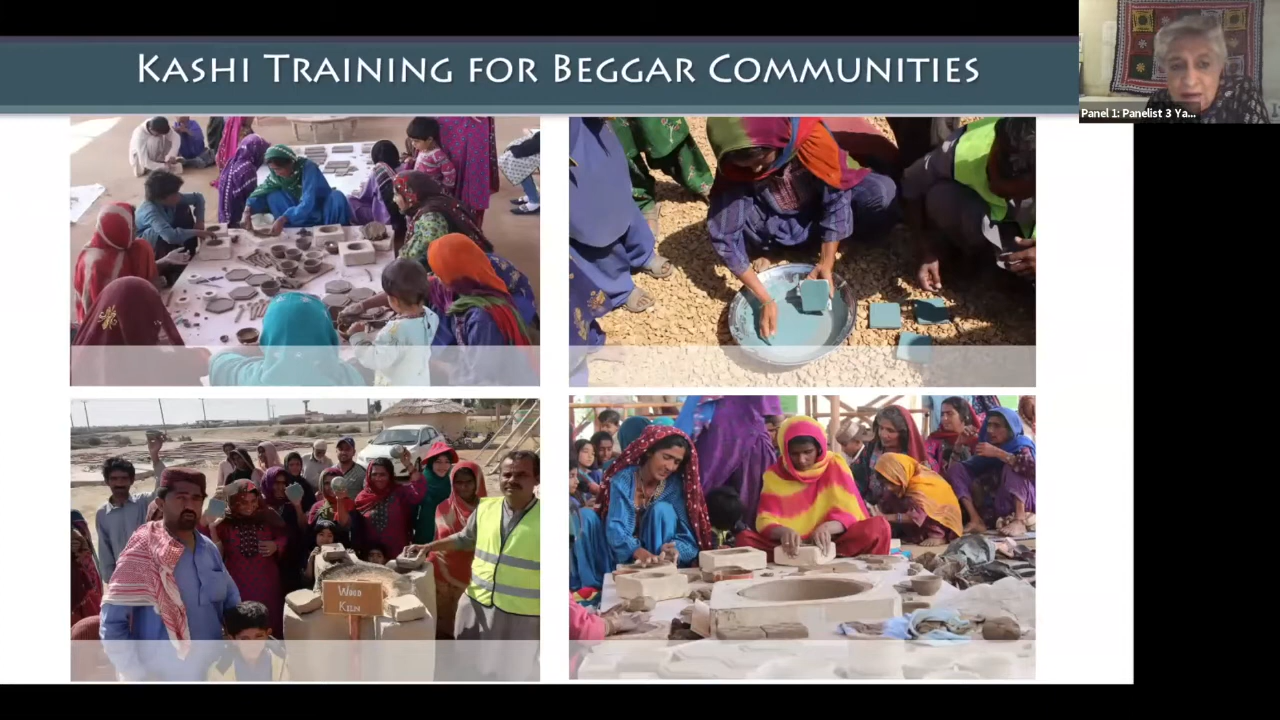 KASHI TRAINING FOR BEGGAR COMMUNITIES
Panel 1: Panelist 3 Ya...
WOOD
KILN